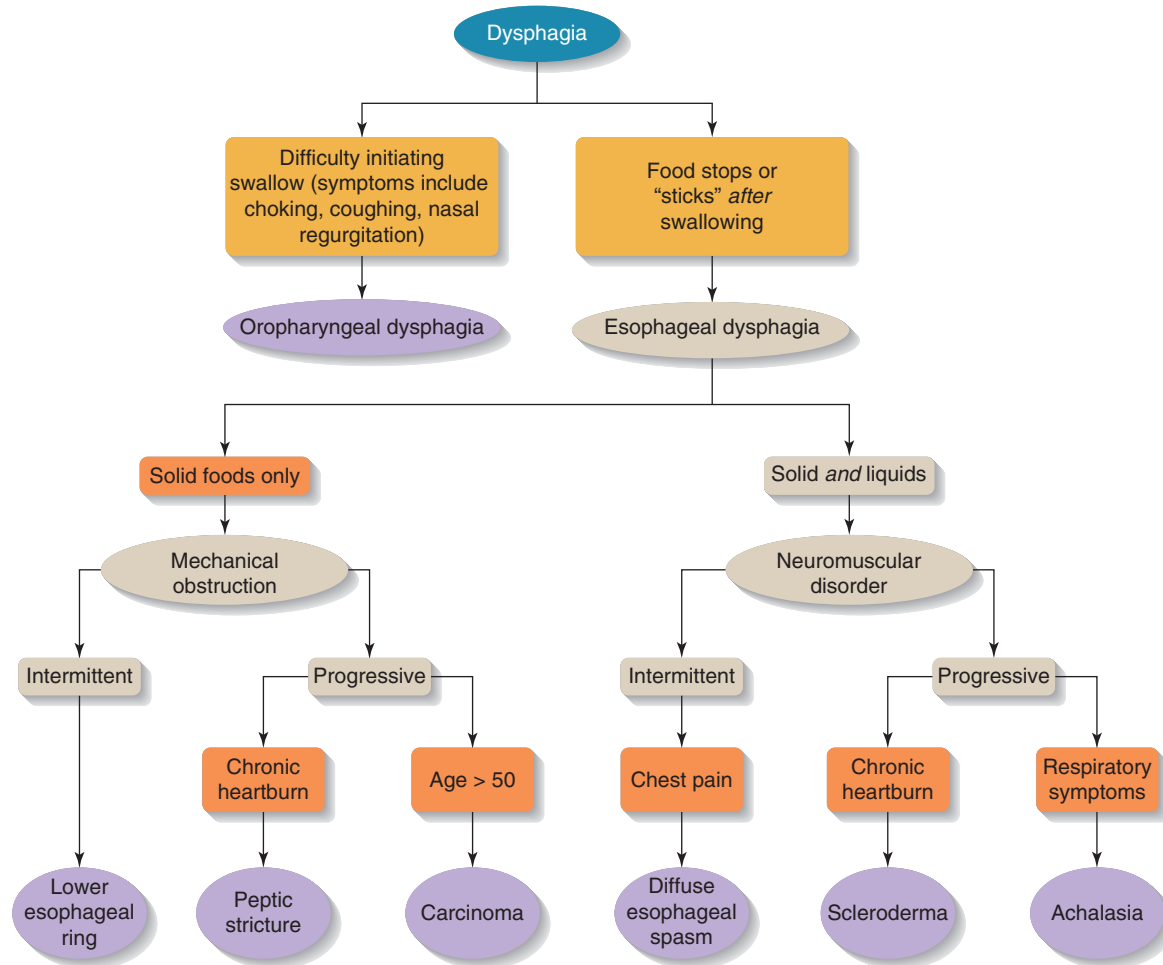 Dysphagia
Difficulty initiating
swallow (symptoms include
choking, coughing, nasal
regurgitation)
Food stops or
“sticks” after
swallowing
Oropharyngeal dysphagia
Esophageal dysphagia
Solid foods only
Solid and liquids
Mechanical
obstruction
Neuromuscular
disorder
Intermittent
Progressive
Intermittent
Progressive
Chronic
heartburn
Age > 50
Chest pain
Chronic
heartburn
Respiratory
symptoms
Lower
esophageal
ring
Peptic
stricture
Carcinoma
Diffuse
esophageal
spasm
Scleroderma
Achalasia